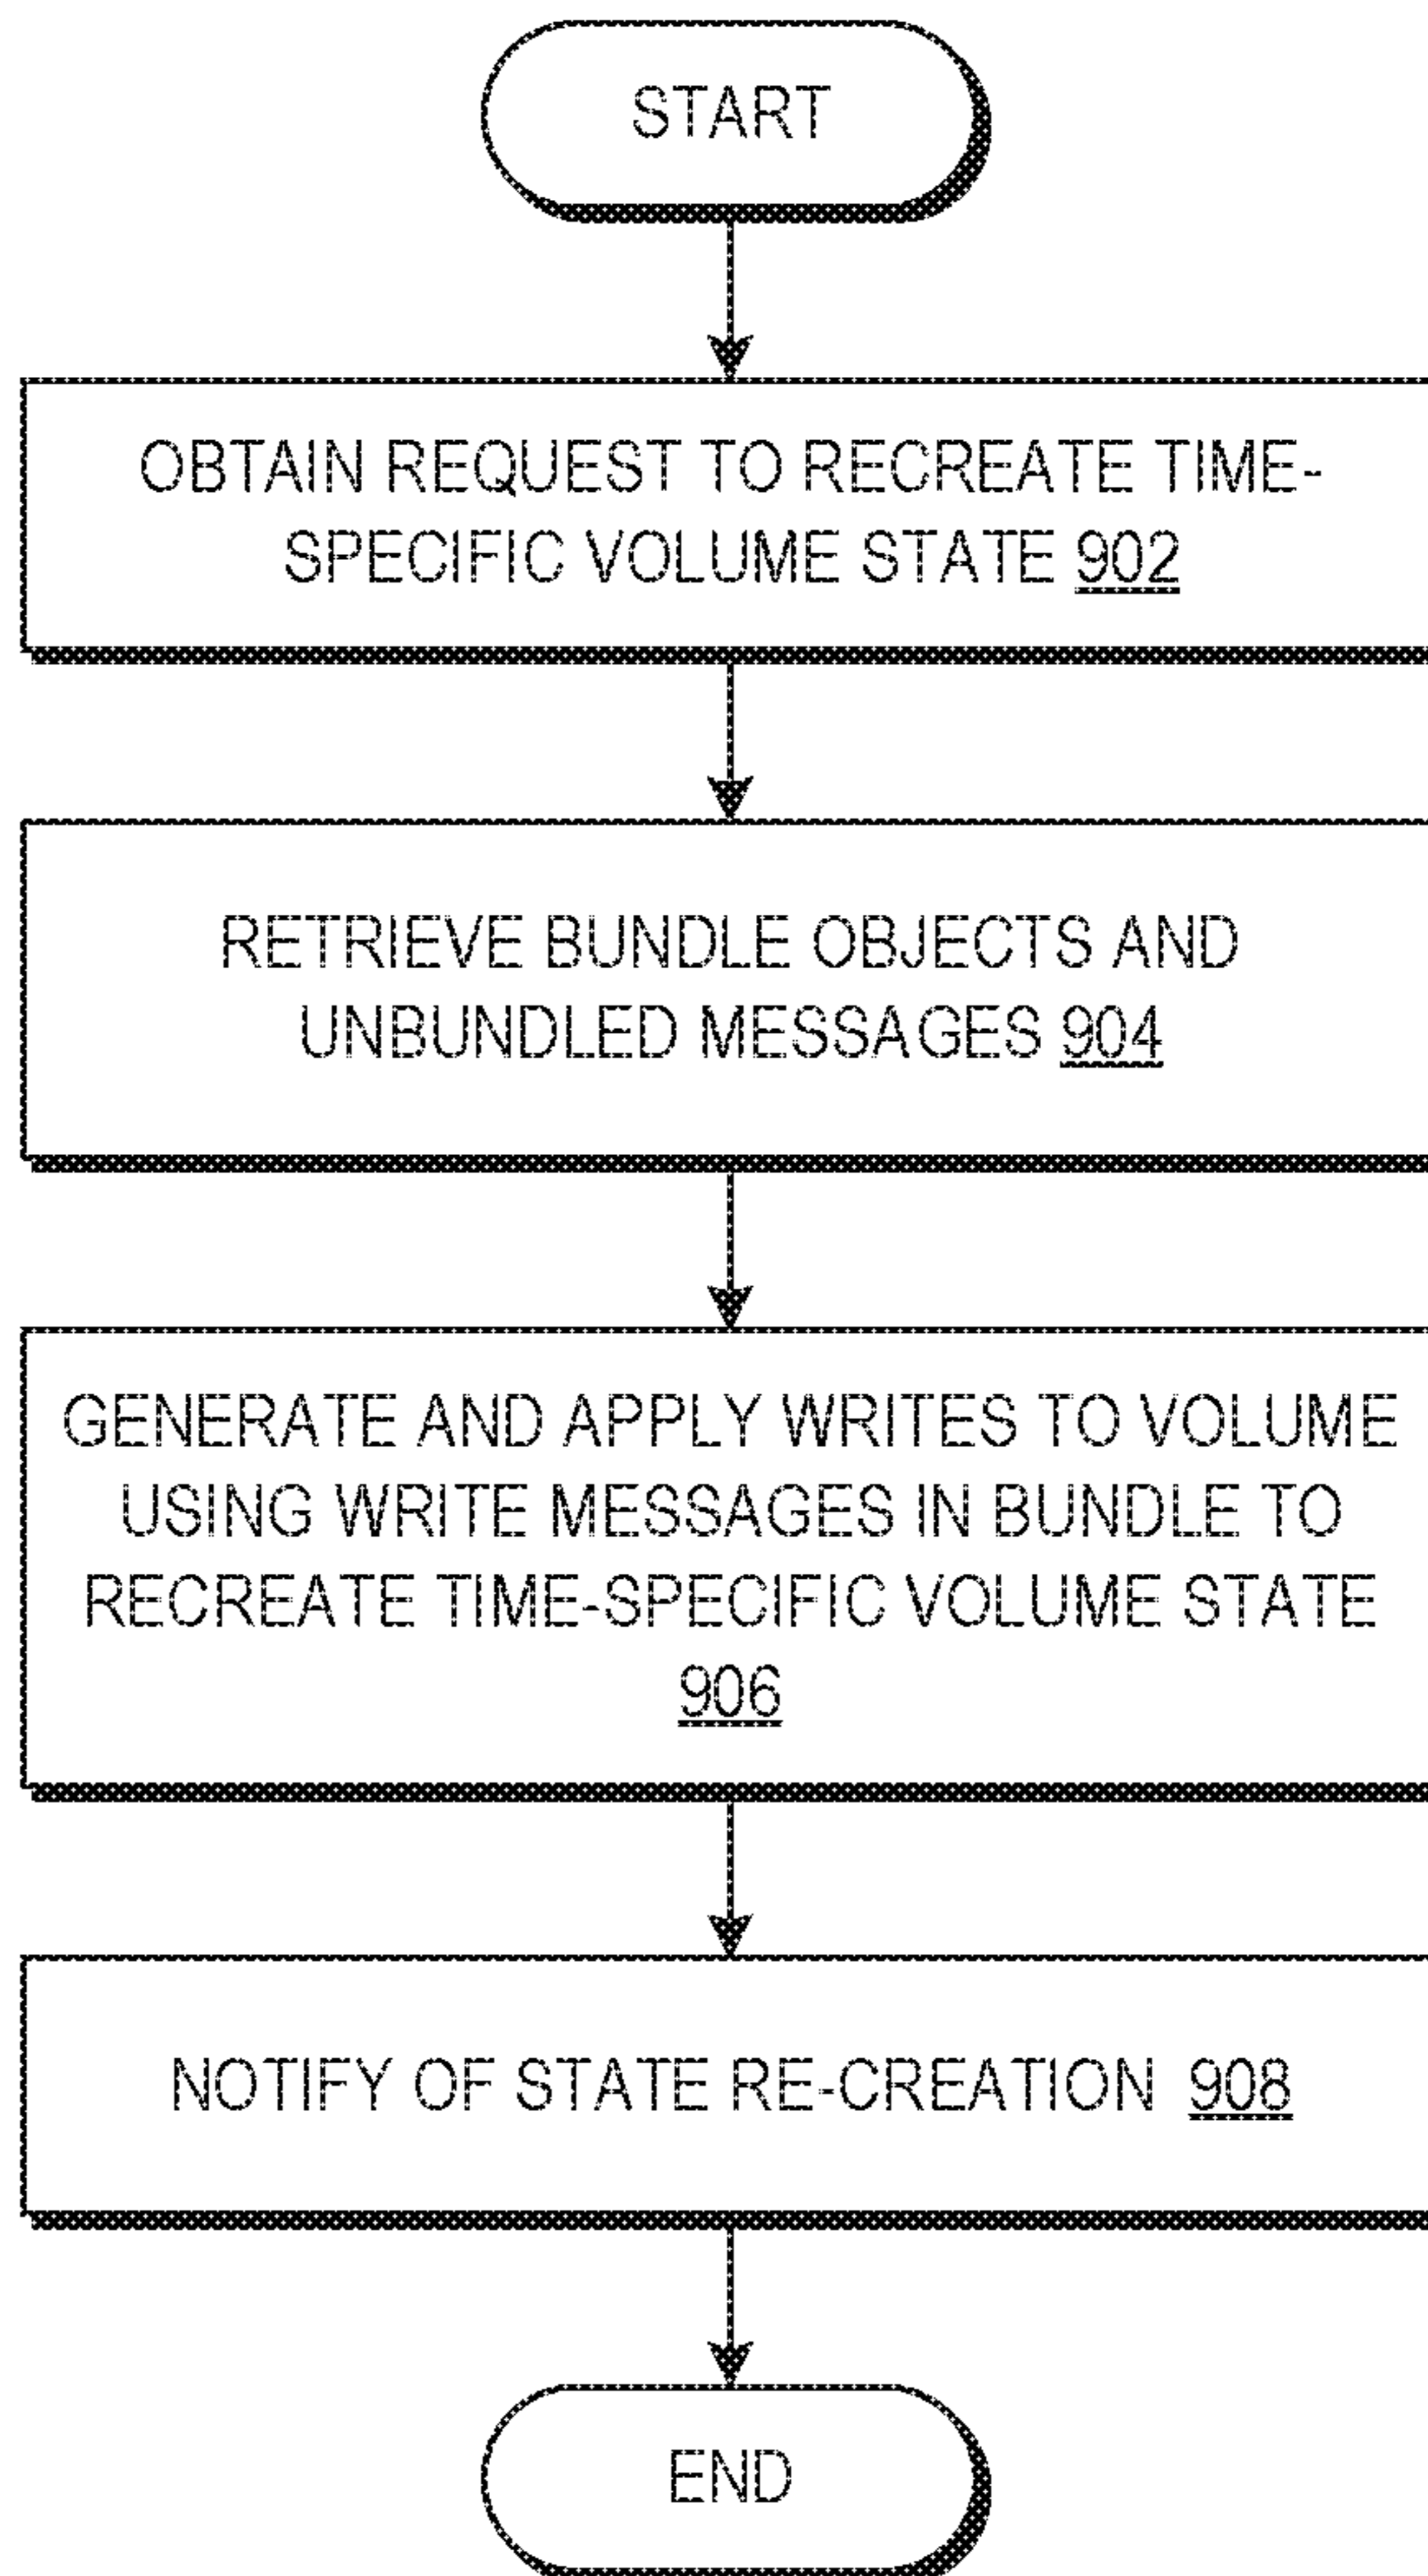 START
OBTAIN REQUEST TO RECREATE TIME-
SPECIFIC VOLUME STATE 902
RETRIEVE BUNDLE OBJECTS AND
UNBUNDLED MESSAGES 904
GENERATE AND APPLY WRITES TO VOLUME
USING WRITE MESSAGES IN BUNDLE TO
RECREATE TIME-SPECIFIC VOLUME STATE
906
NOTIFY OF STATE RE-CREATION 908
END